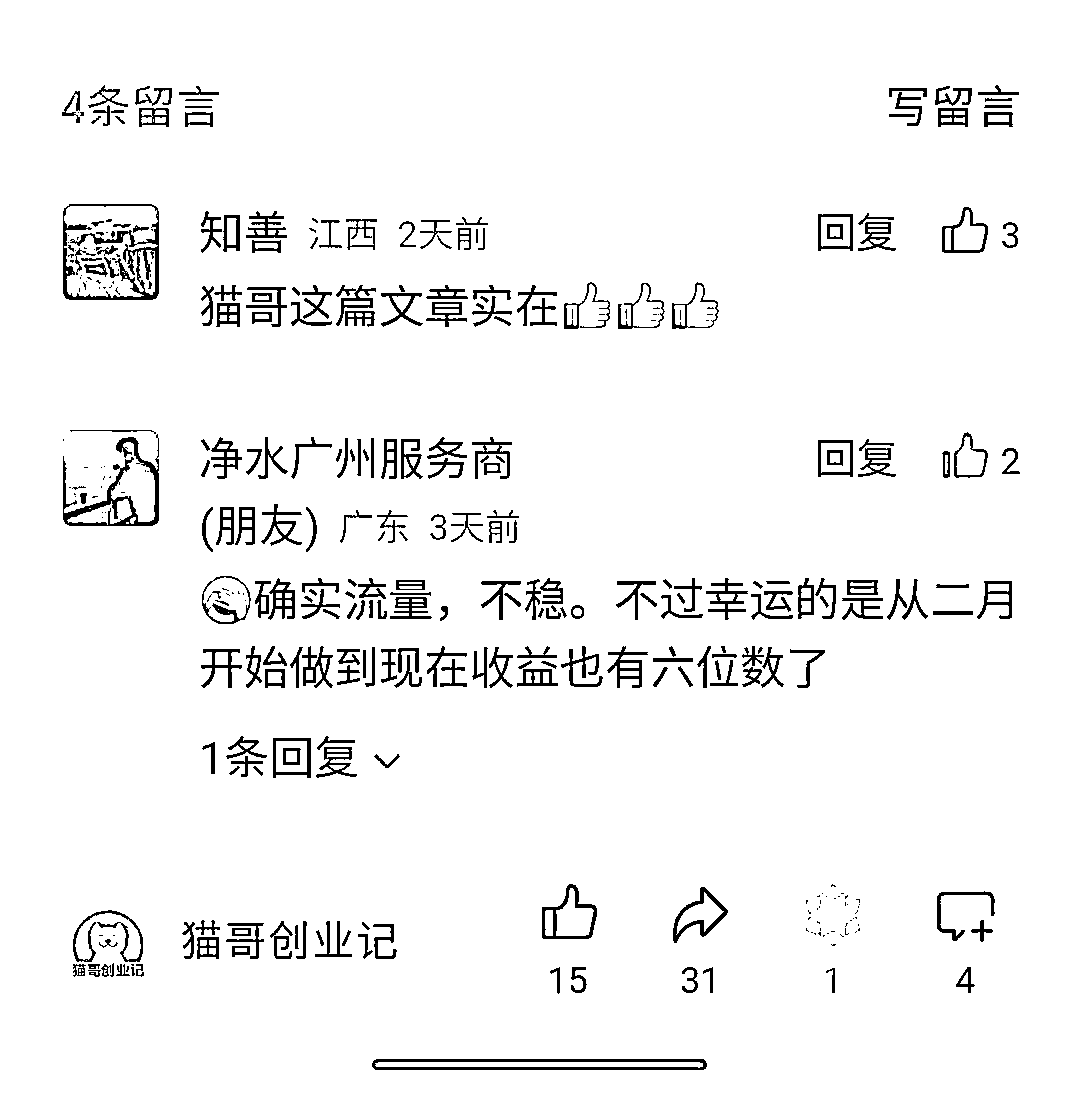 4条留言 写留言
知善 江西 2天前 回复 3
猫哥这篇文章实在👍👍👍
净水广州服务商 回复 2
(朋友) 广东 3天前
确实流量，不稳。不过幸运的是从二月
开始做到现在收益也有六位数了
1条回复
猫哥创业记
猫哥创业记
15 31 1 4